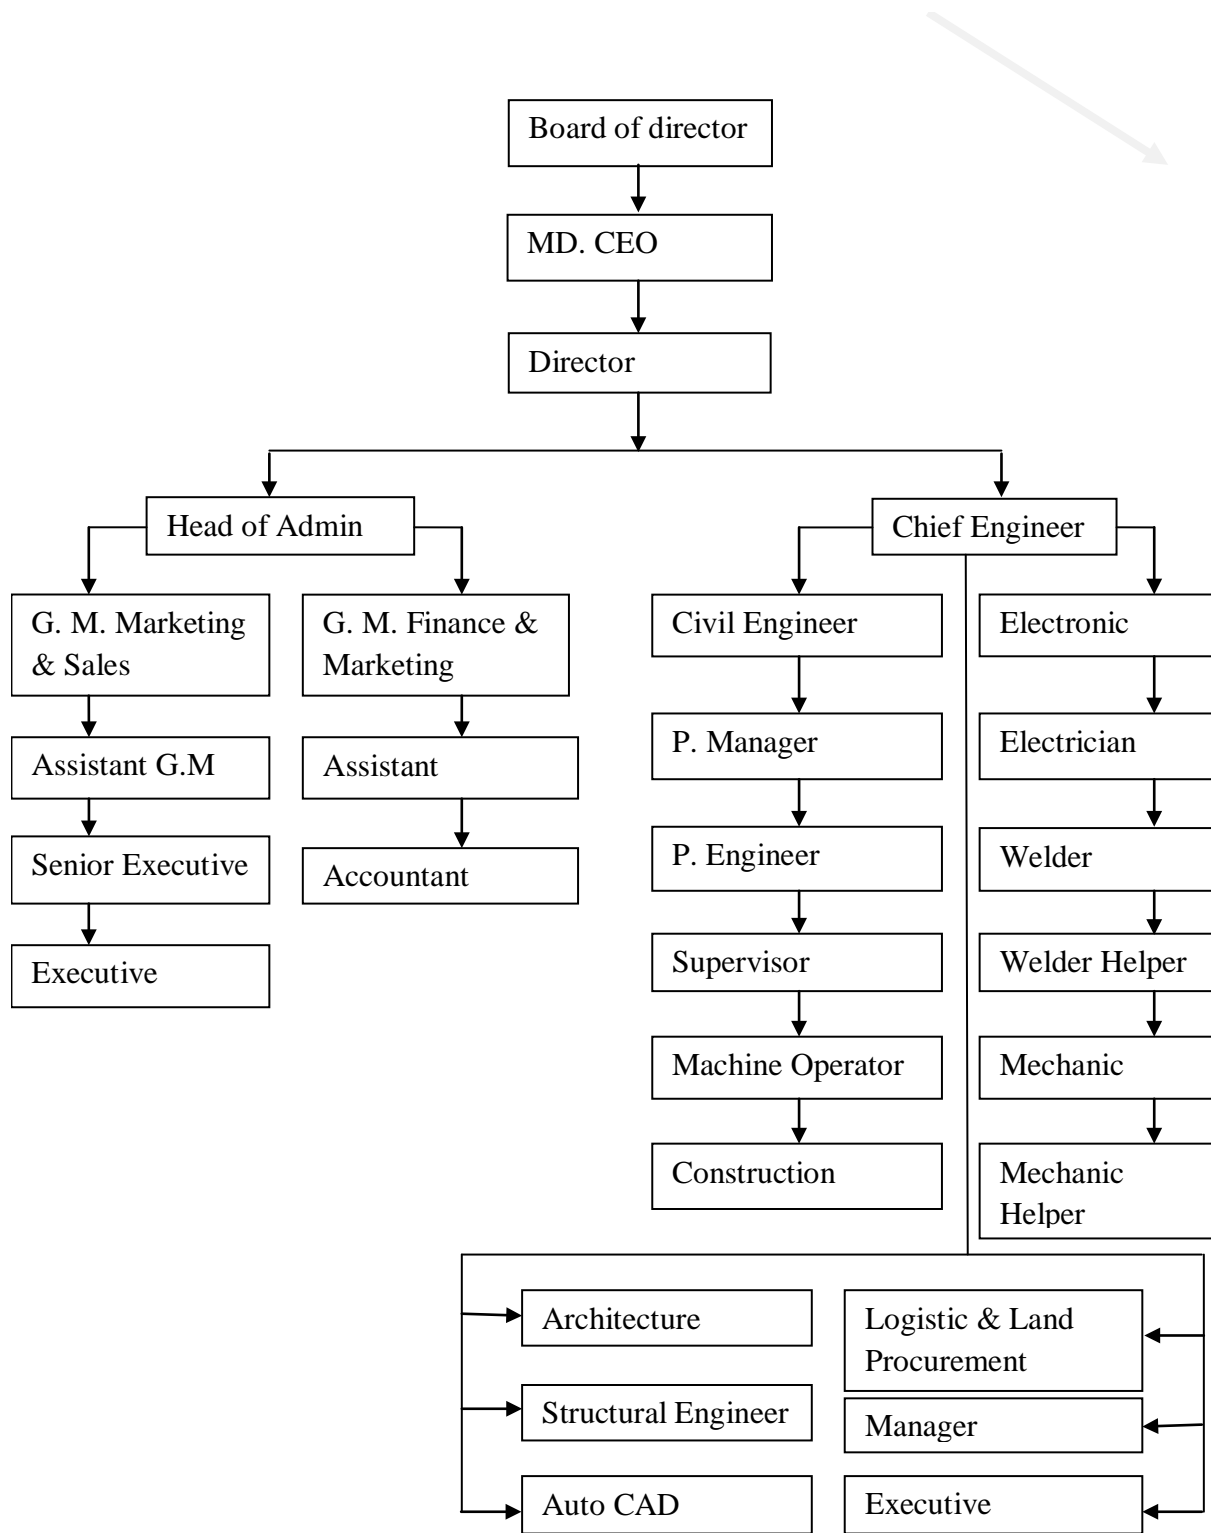 Board of director
MD. CEO
Director
Head of Admin
Chief Engineer
G. M. Marketing
& Sales
G. M. Finance &
Marketing
Civil Engineer
Electronic
Assistant G.M
Assistant
P. Manager
Electrician
Senior Executive
Accountant
P. Engineer
Welder
Executive
Supervisor
Welder Helper
Machine Operator
Mechanic
Construction
Mechanic
Helper
Architecture
Logistic & Land
Procurement
Structural Engineer
Manager
Auto CAD
Executive